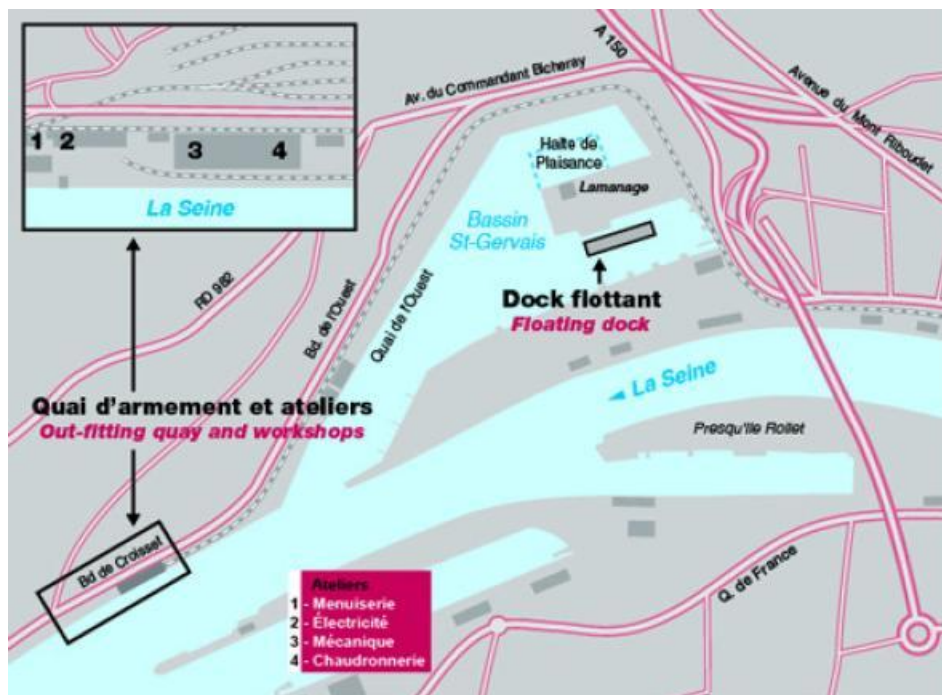 A 150
Av. du Commandant Bicheray
Avenue du Mont Riboudet
1 2
3 4
La Seine
Halte de
Plaisance
Lamanage
Bassin
St-Gervais
RD 982
Bd. de l'Ouest
Quai de l'Ouest
Dock flottant
Floating dock
La Seine
Quai d'armement et ateliers
Out-fitting quay and workshops
Presqu'île Rollet
Bd de Croisset
Q. de France
Ateliers
1 - Menuiserie
2 - Électricité
3 - Mécanique
4 - Chaudronnerie